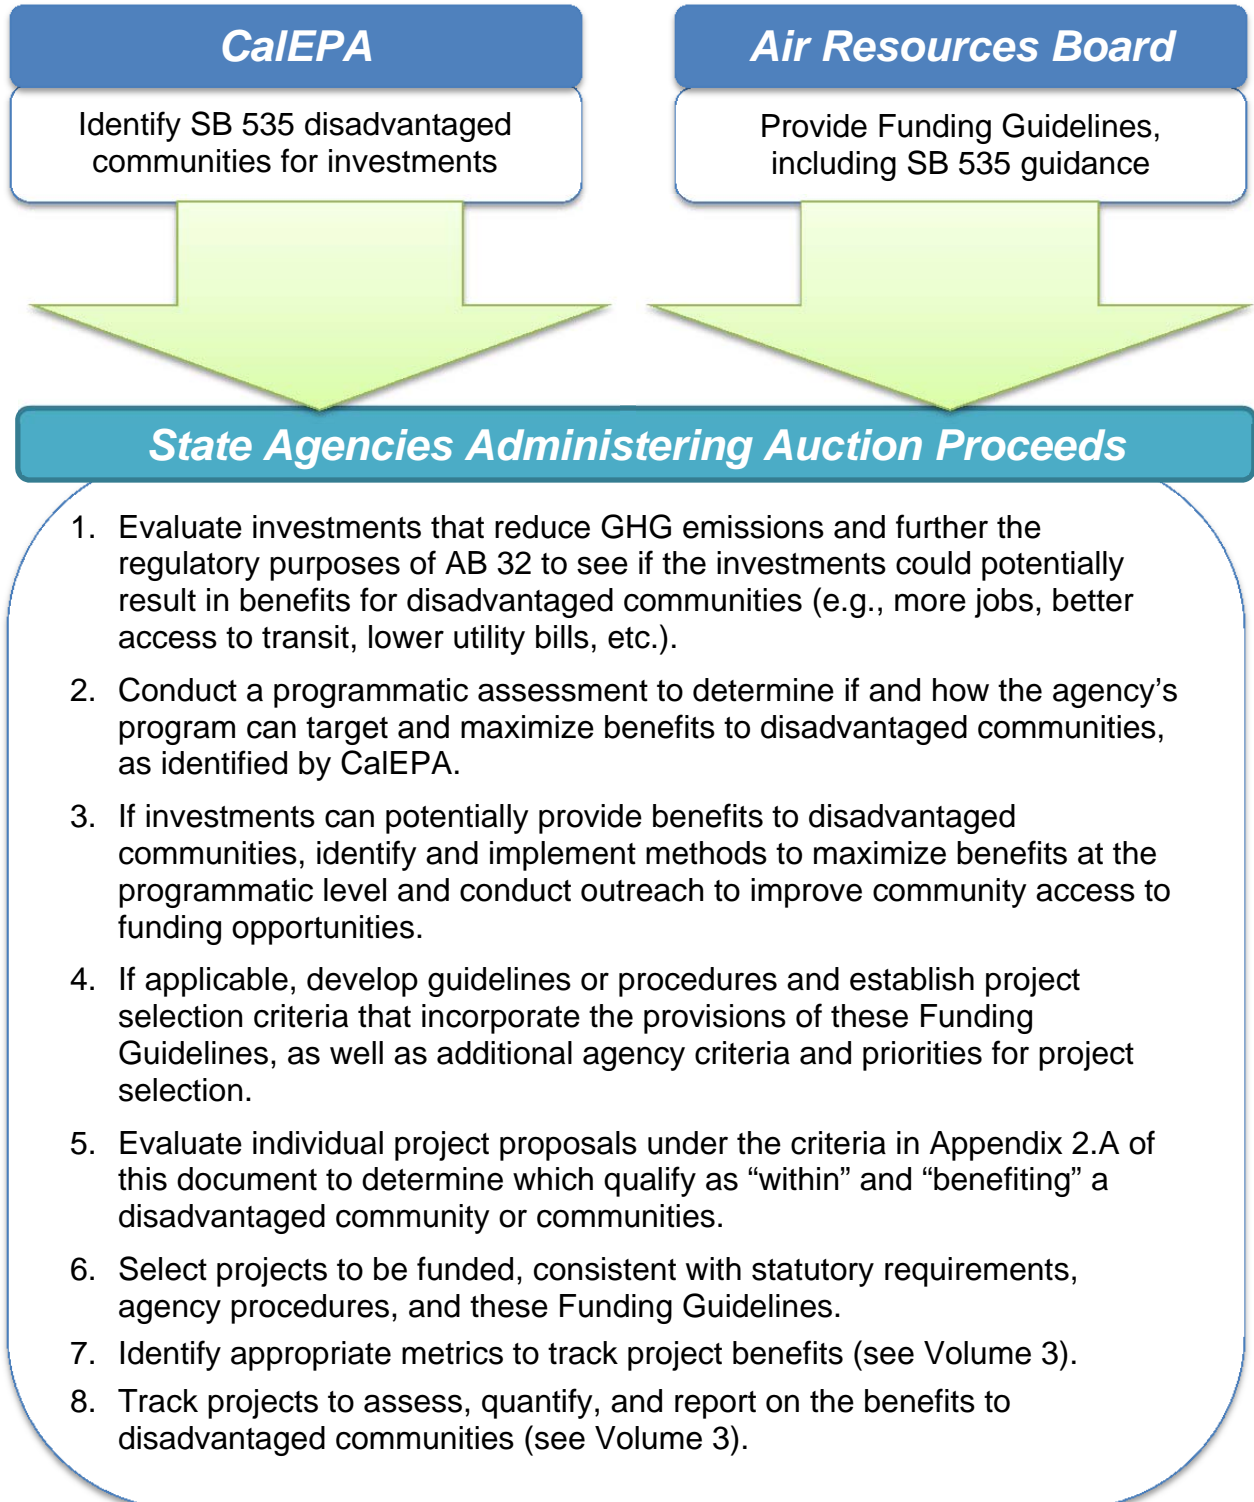 CalEPA
Identify SB 535 disadvantaged
communities for investments
Air Resources Board
Provide Funding Guidelines,
including SB 535 guidance
State Agencies Administering Auction Proceeds
1. Evaluate investments that reduce GHG emissions and further the
regulatory purposes of AB 32 to see if the investments could potentially
result in benefits for disadvantaged communities (e.g., more jobs, better
access to transit, lower utility bills, etc.).
2. Conduct a programmatic assessment to determine if and how the agency’s
program can target and maximize benefits to disadvantaged communities,
as identified by CalEPA.
3. If investments can potentially provide benefits to disadvantaged
communities, identify and implement methods to maximize benefits at the
programmatic level and conduct outreach to improve community access to
funding opportunities.
4. If applicable, develop guidelines or procedures and establish project
selection criteria that incorporate the provisions of these Funding
Guidelines, as well as additional agency criteria and priorities for project
selection.
5. Evaluate individual project proposals under the criteria in Appendix 2.A of
this document to determine which qualify as “within” and “benefiting” a
disadvantaged community or communities.
6. Select projects to be funded, consistent with statutory requirements,
agency procedures, and these Funding Guidelines.
7. Identify appropriate metrics to track project benefits (see Volume 3).
8. Track projects to assess, quantify, and report on the benefits to
disadvantaged communities (see Volume 3).